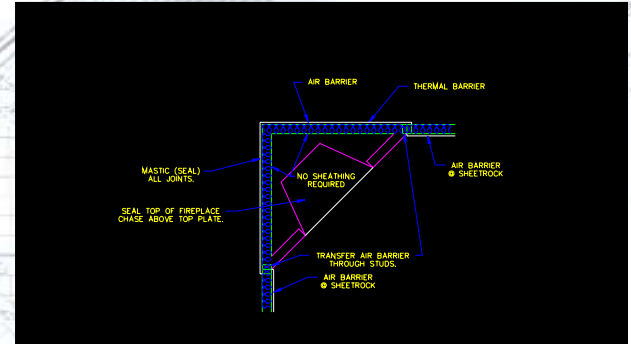 AIR BARRIER
THERMAL BARRIER
MASTIC (SEAL)
ALL JOINTS.
NO SHEATHING
REQUIRED
AIR BARRIER
@ SHEETROCK
SEAL TOP OF FIREPLACE
CHASE ABOVE TOP PLATE.
TRANSFER AIR BARRIER
THROUGH STUDS.
AIR BARRIER
@ SHEETROCK